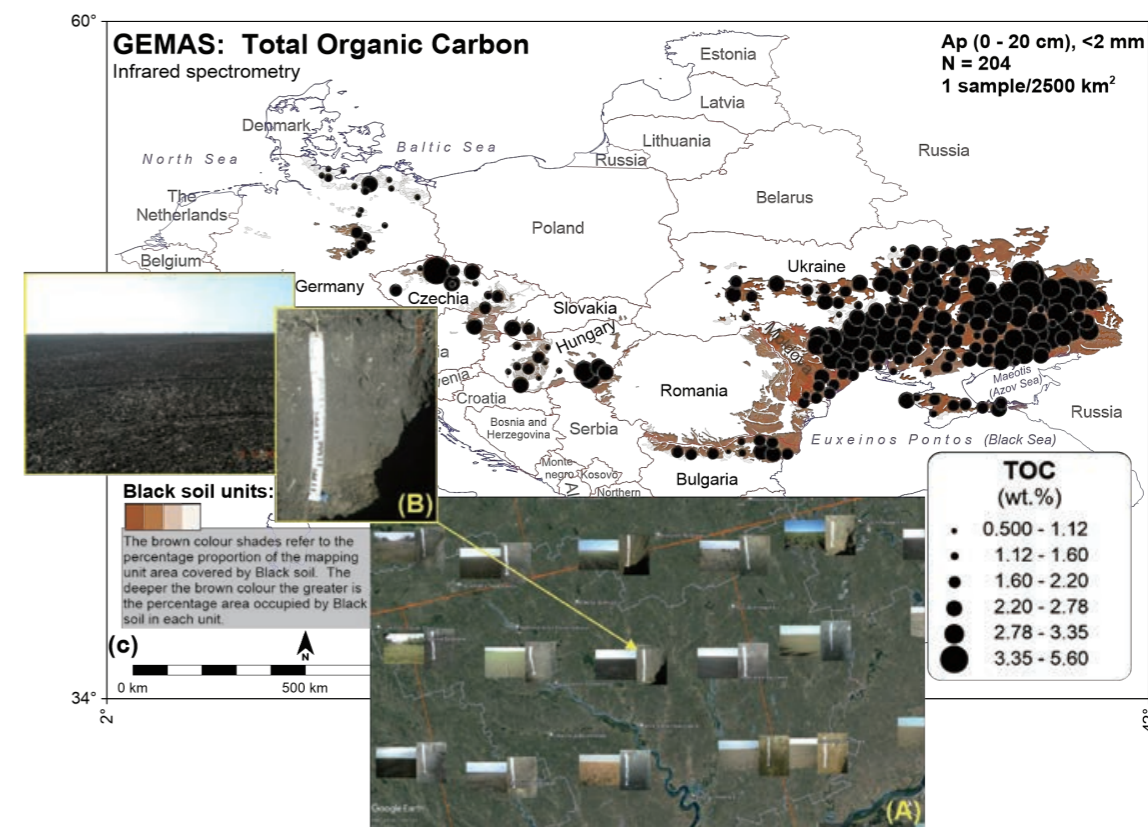 60°
GEMAS: Total Organic Carbon
Infrared spectrometry
Ap (0 - 20 cm), <2 mm
N = 204
1 sample/2500 km²
Estonia
Latvia
Denmark
Baltic Sea
Lithuania
North Sea
Russia
Russia
The
Netherlands
Belarus
Poland
Belgium
Ukraine
Germany
Czechia
Slovakia
Hungary
Moldova
Romania
Maeotis
(Azov Sea)
Croatia
Russia
Bosnia and
Herzegovina
Serbia
Euxeinos Pontos (Black Sea)
Monte
negro
Kosovo
Bulgaria
Northern
Black soil units:
(B)
The brown colour shades refer to the
percentage proportion of the mapping
unit area covered by Black soil. The
deeper the brown colour the greater is
the percentage area occupied by Black
soil in each unit.
TOC
(wt.%)
0.500 - 1.12
1.12 - 1.60
1.60 - 2.20
2.20 - 2.78
2.78 - 3.35
3.35 - 5.60
(c)
N
0 km
500 km
34°
2°
Google Earth
(A)